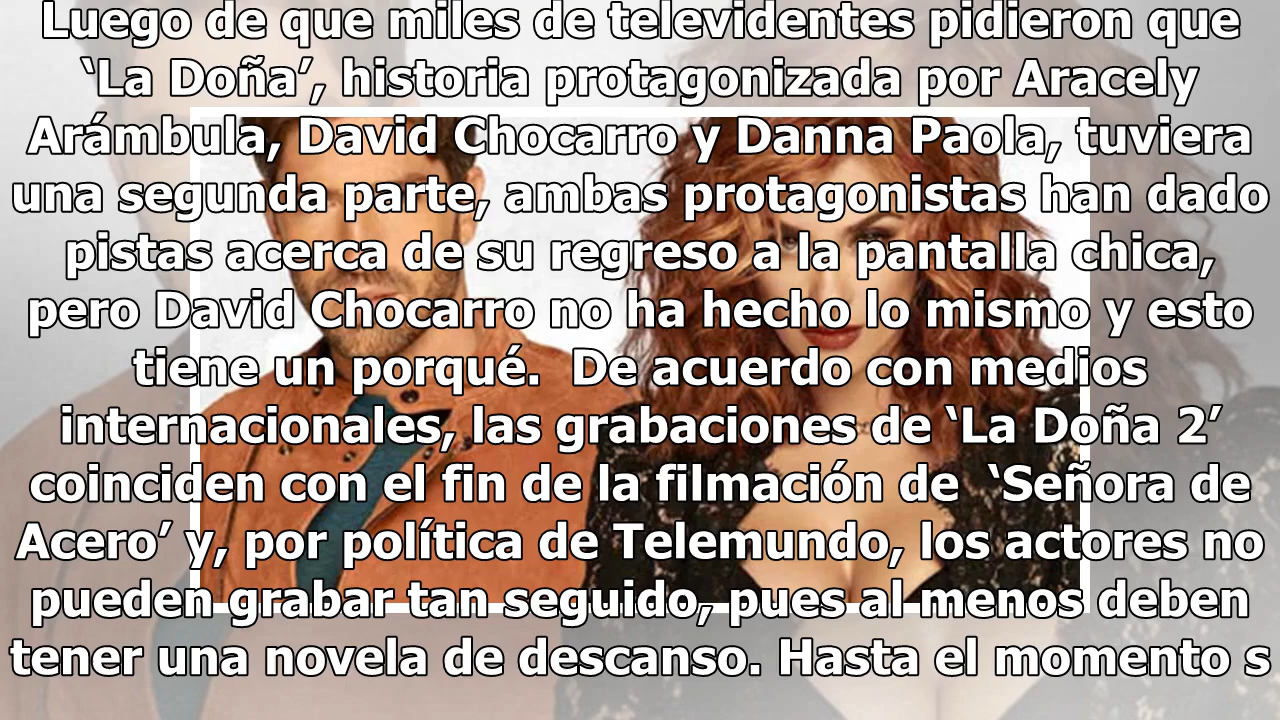 Luego de que miles de televidentes pidieron que
‘La Doña’, historia protagonizada por Aracely
Arámbula, David Chocarro y Danna Paola, tuviera
una segunda parte, ambas protagonistas han dado
pistas acerca de su regreso a la pantalla chica,
pero David Chocarro no ha hecho lo mismo y esto
tiene un porqué.  De acuerdo con medios
internacionales, las grabaciones de ‘La Doña 2’
coinciden con el fin de la filmación de  ‘Señora de
Acero’ y, por política de Telemundo, los actores no
pueden grabar tan seguido, pues al menos deben
tener una novela de descanso. Hasta el momento s